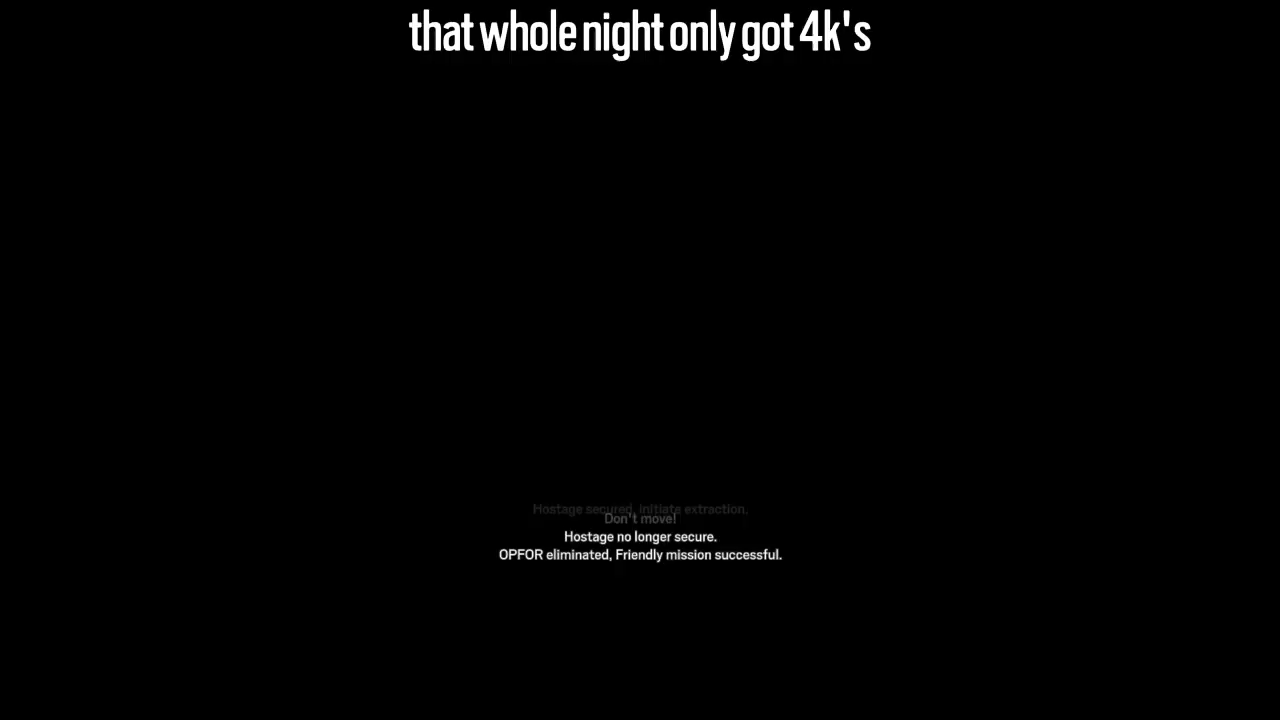 that whole night only got 4k's
Hostage secured, initiate extraction.
Don't move!
Hostage no longer secure.
OPFOR eliminated, Friendly mission successful.